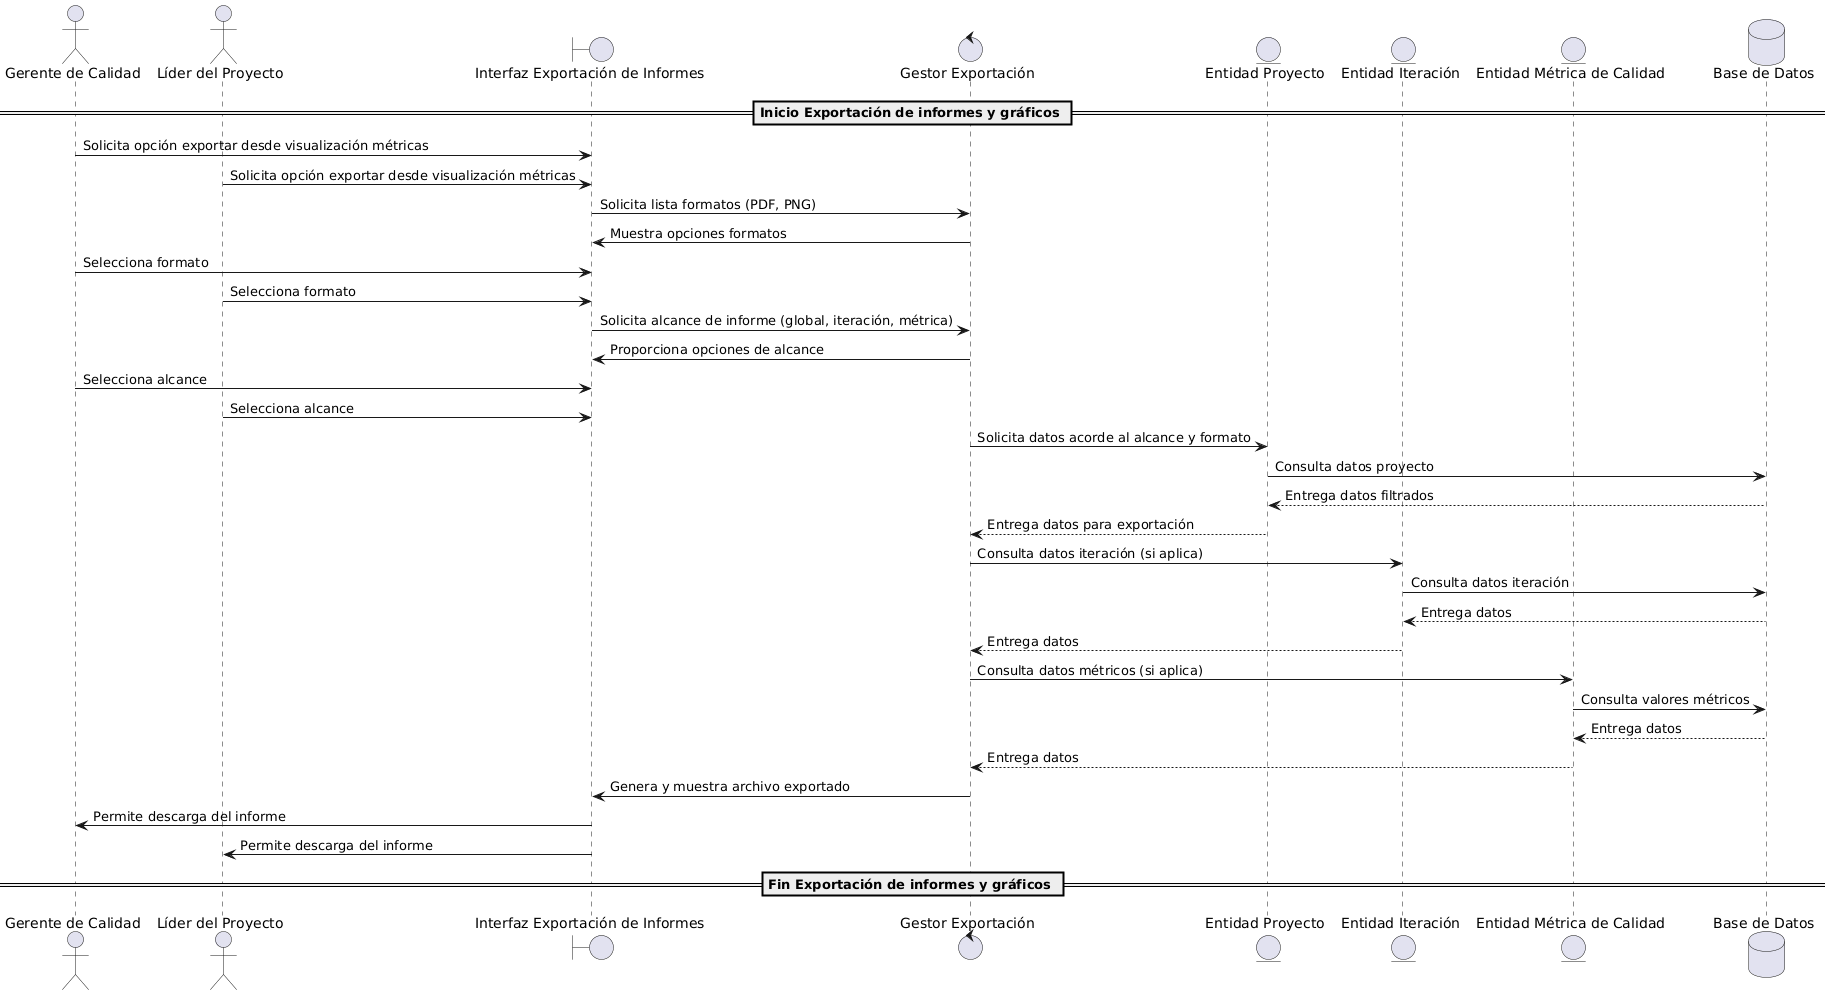 Gerente de Calidad
Líder del Proyecto
Interfaz Exportación de Informes
Gestor Exportación
Entidad Proyecto
Entidad Iteración
Entidad Métrica de Calidad
Base de Datos
Inicio Exportación de informes y gráficos
Solicita opción exportar desde visualización métricas
Solicita opción exportar desde visualización métricas
Solicita lista formatos (PDF, PNG)
Muestra opciones formatos
Selecciona formato
Selecciona formato
Solicita alcance de informe (global, iteración, métrica)
Proporciona opciones de alcance
Selecciona alcance
Selecciona alcance
Solicita datos acorde al alcance y formato
Consulta datos proyecto
Entrega datos filtrados
Entrega datos para exportación
Consulta datos iteración (si aplica)
Consulta datos iteración
Entrega datos
Entrega datos
Consulta datos métricos (si aplica)
Consulta valores métricos
Entrega datos
Entrega datos
Genera y muestra archivo exportado
Permite descarga del informe
Permite descarga del informe
Fin Exportación de informes y gráficos
Gerente de Calidad
Líder del Proyecto
Interfaz Exportación de Informes
Gestor Exportación
Entidad Proyecto
Entidad Iteración
Entidad Métrica de Calidad
Base de Datos